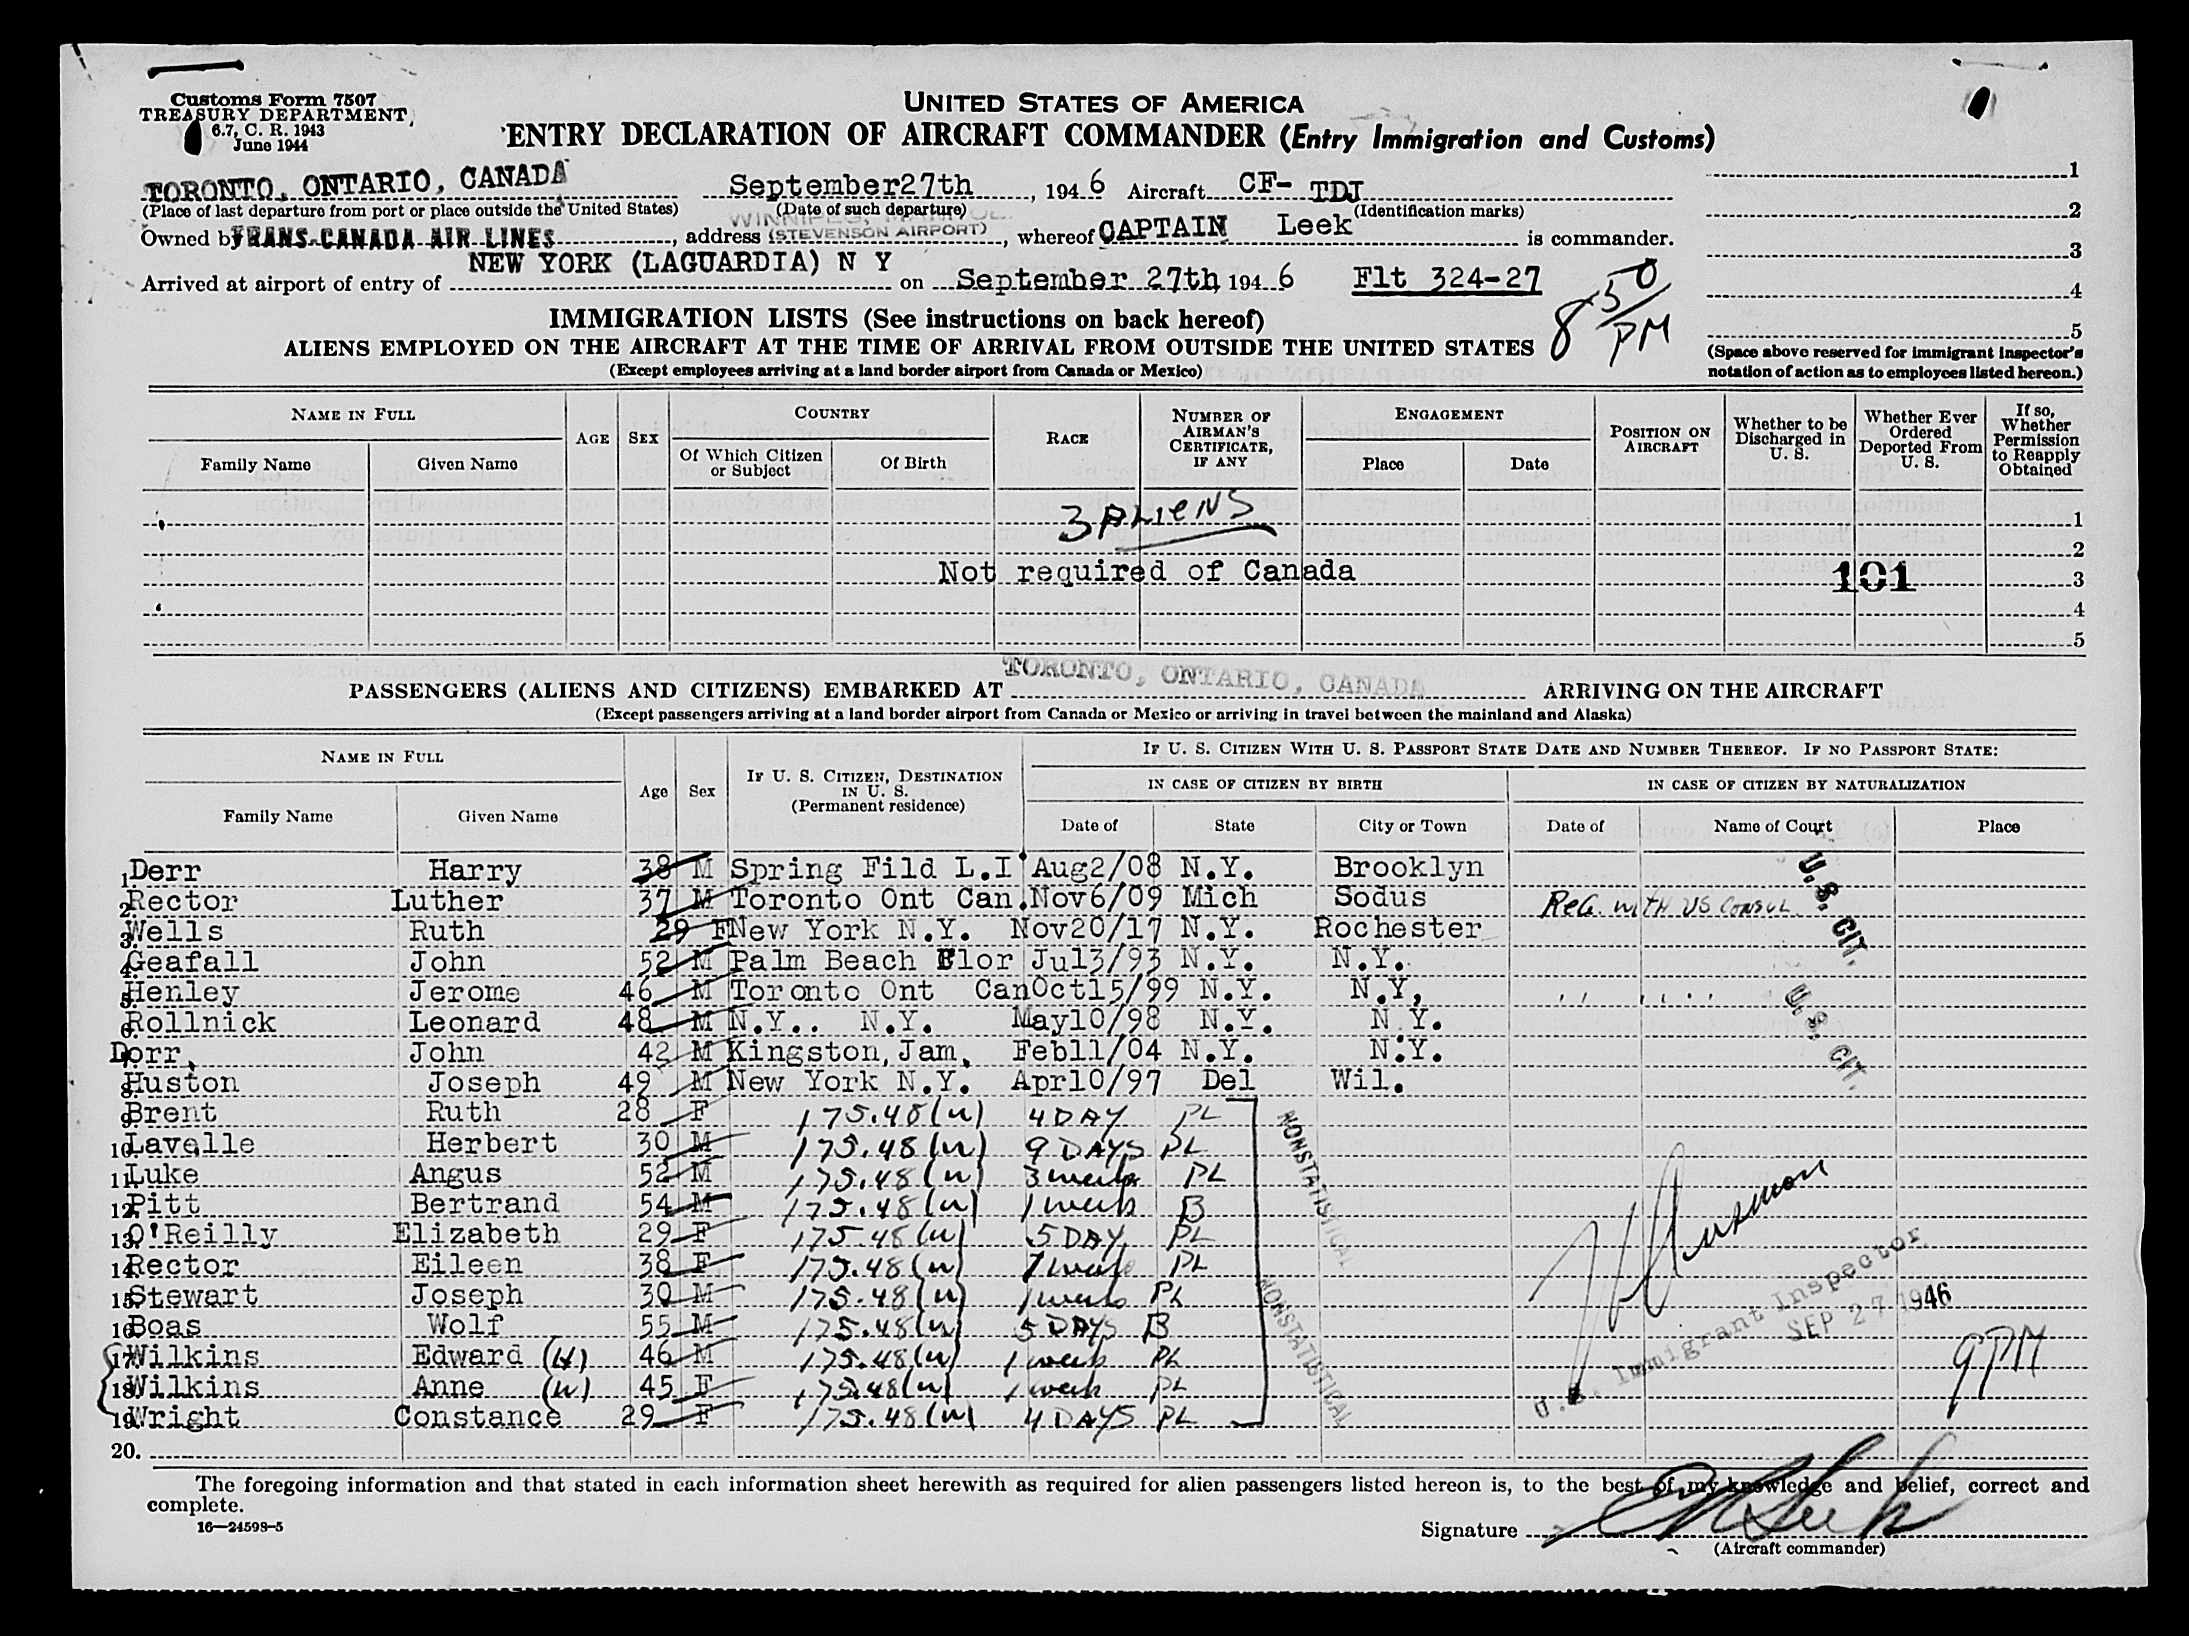 Customs Form 7507
TREASURY DEPARTMENT
6.7, C. R. 1943
June 1944
UNITED STATES OF AMERICA
ENTRY DECLARATION OF AIRCRAFT COMMANDER (Entry Immigration and Customs)
TORONTO, ONTARIO, CANADA September27th, 1946 Aircraft CF- TDJ 1
(Place of last departure from port or place outside the United States) (Date of such departure) (Identification marks) 2
Owned by TRANS-CANADA AIR LINES, address (STEVENSON AIRPORT), whereof CAPTAIN Leek is commander. 3
Arrived at airport of entry of NEW YORK (LAGUARDIA) N Y on September 27th 1946 Flt 324-27 4
8 50 PM
IMMIGRATION LISTS (See instructions on back hereof) 5
ALIENS EMPLOYED ON THE AIRCRAFT AT THE TIME OF ARRIVAL FROM OUTSIDE THE UNITED STATES
(Except employees arriving at a land border airport from Canada or Mexico)
(Space above reserved for immigrant inspector's
notation of action as to employees listed hereon.)
NAME IN FULL AGE SEX COUNTRY RACE NUMBER OF AIRMAN'S CERTIFICATE, IF ANY ENGAGEMENT POSITION ON AIRCRAFT Whether to be Discharged in U. S. Whether Ever Ordered Deported From U. S. If so, Whether Permission to Reapply Obtained
Family Name Given Name Of Which Citizen or Subject Of Birth Place Date
3 ALIENS 1
2
Not required of Canada 101 3
4
5
PASSENGERS (ALIENS AND CITIZENS) EMBARKED AT TORONTO, ONTARIO, CANADA ARRIVING ON THE AIRCRAFT
(Except passengers arriving at a land border airport from Canada or Mexico or arriving in travel between the mainland and Alaska)
NAME IN FULL Age Sex IF U. S. CITIZEN, DESTINATION IN U. S. (Permanent residence) IF U. S. CITIZEN WITH U. S. PASSPORT STATE DATE AND NUMBER THEREOF. IF NO PASSPORT STATE:
IN CASE OF CITIZEN BY BIRTH IN CASE OF CITIZEN BY NATURALIZATION
Family Name Given Name Date of State City or Town Date of Name of Court Place
1 Derr Harry 38 M Spring Fild L.I Aug2/08 N.Y. Brooklyn
2. Rector Luther 37 M Toronto Ont Can. Nov6/09 Mich Sodus Reg. with US Consul
3. Wells Ruth 29 F New York N.Y. Nov20/17 N.Y. Rochester
U. S. CIT.
4. Geafall John 52 M Palm Beach Flor Jul3/93 N.Y. N.Y.
5. Henley Jerome 46 M Toronto Ont Can Oct15/99 N.Y. N.Y, ,, ,, ,,
6. Rollnick Leonard 48 M N.Y.. N.Y. May10/98 N.Y. N.Y.
U. S. CIT.
7. Dorr, John 42 M Kingston, Jam, Feb11/04 N.Y. N.Y.
8. Huston Joseph 49 M New York N.Y. Apr10/97 Del Wil.
9. Brent Ruth 28 F 175.48(w) 4 DAY PL
10. Lavelle Herbert 30 M 175.48(w) 9 DAYS PL
NONSTATISTICAL
11. Luke Angus 52 M 175.48(w) 3 weeks PL
12. Pitt Bertrand 54 M 175.48(w) 1 week B
13. O'Reilly Elizabeth 29 F 175.48(w) 5 DAY PL
14. Rector Eileen 38 F 175.48(w) 1 week PL
15. Stewart Joseph 30 M 175.48(w) 1 week PL
NONSTATISTICAL
16. Boas Wolf 55 M 175.48(w) 5 DAYS B
U.S. Immigrant Inspector
SEP 27 1946
17. Wilkins Edward (H) 46 M 175.48(w) 1 week PL 9PM
18. Wilkins Anne (w) 45 F 175.48(w) 1 week PL
19. Wright Constance 29 F 175.48(w) 4 DAYS PL
20.
The foregoing information and that stated in each information sheet herewith as required for alien passengers listed hereon is, to the best of my knowledge and belief, correct and
complete.
16—24598-5
Signature
(Aircraft commander)